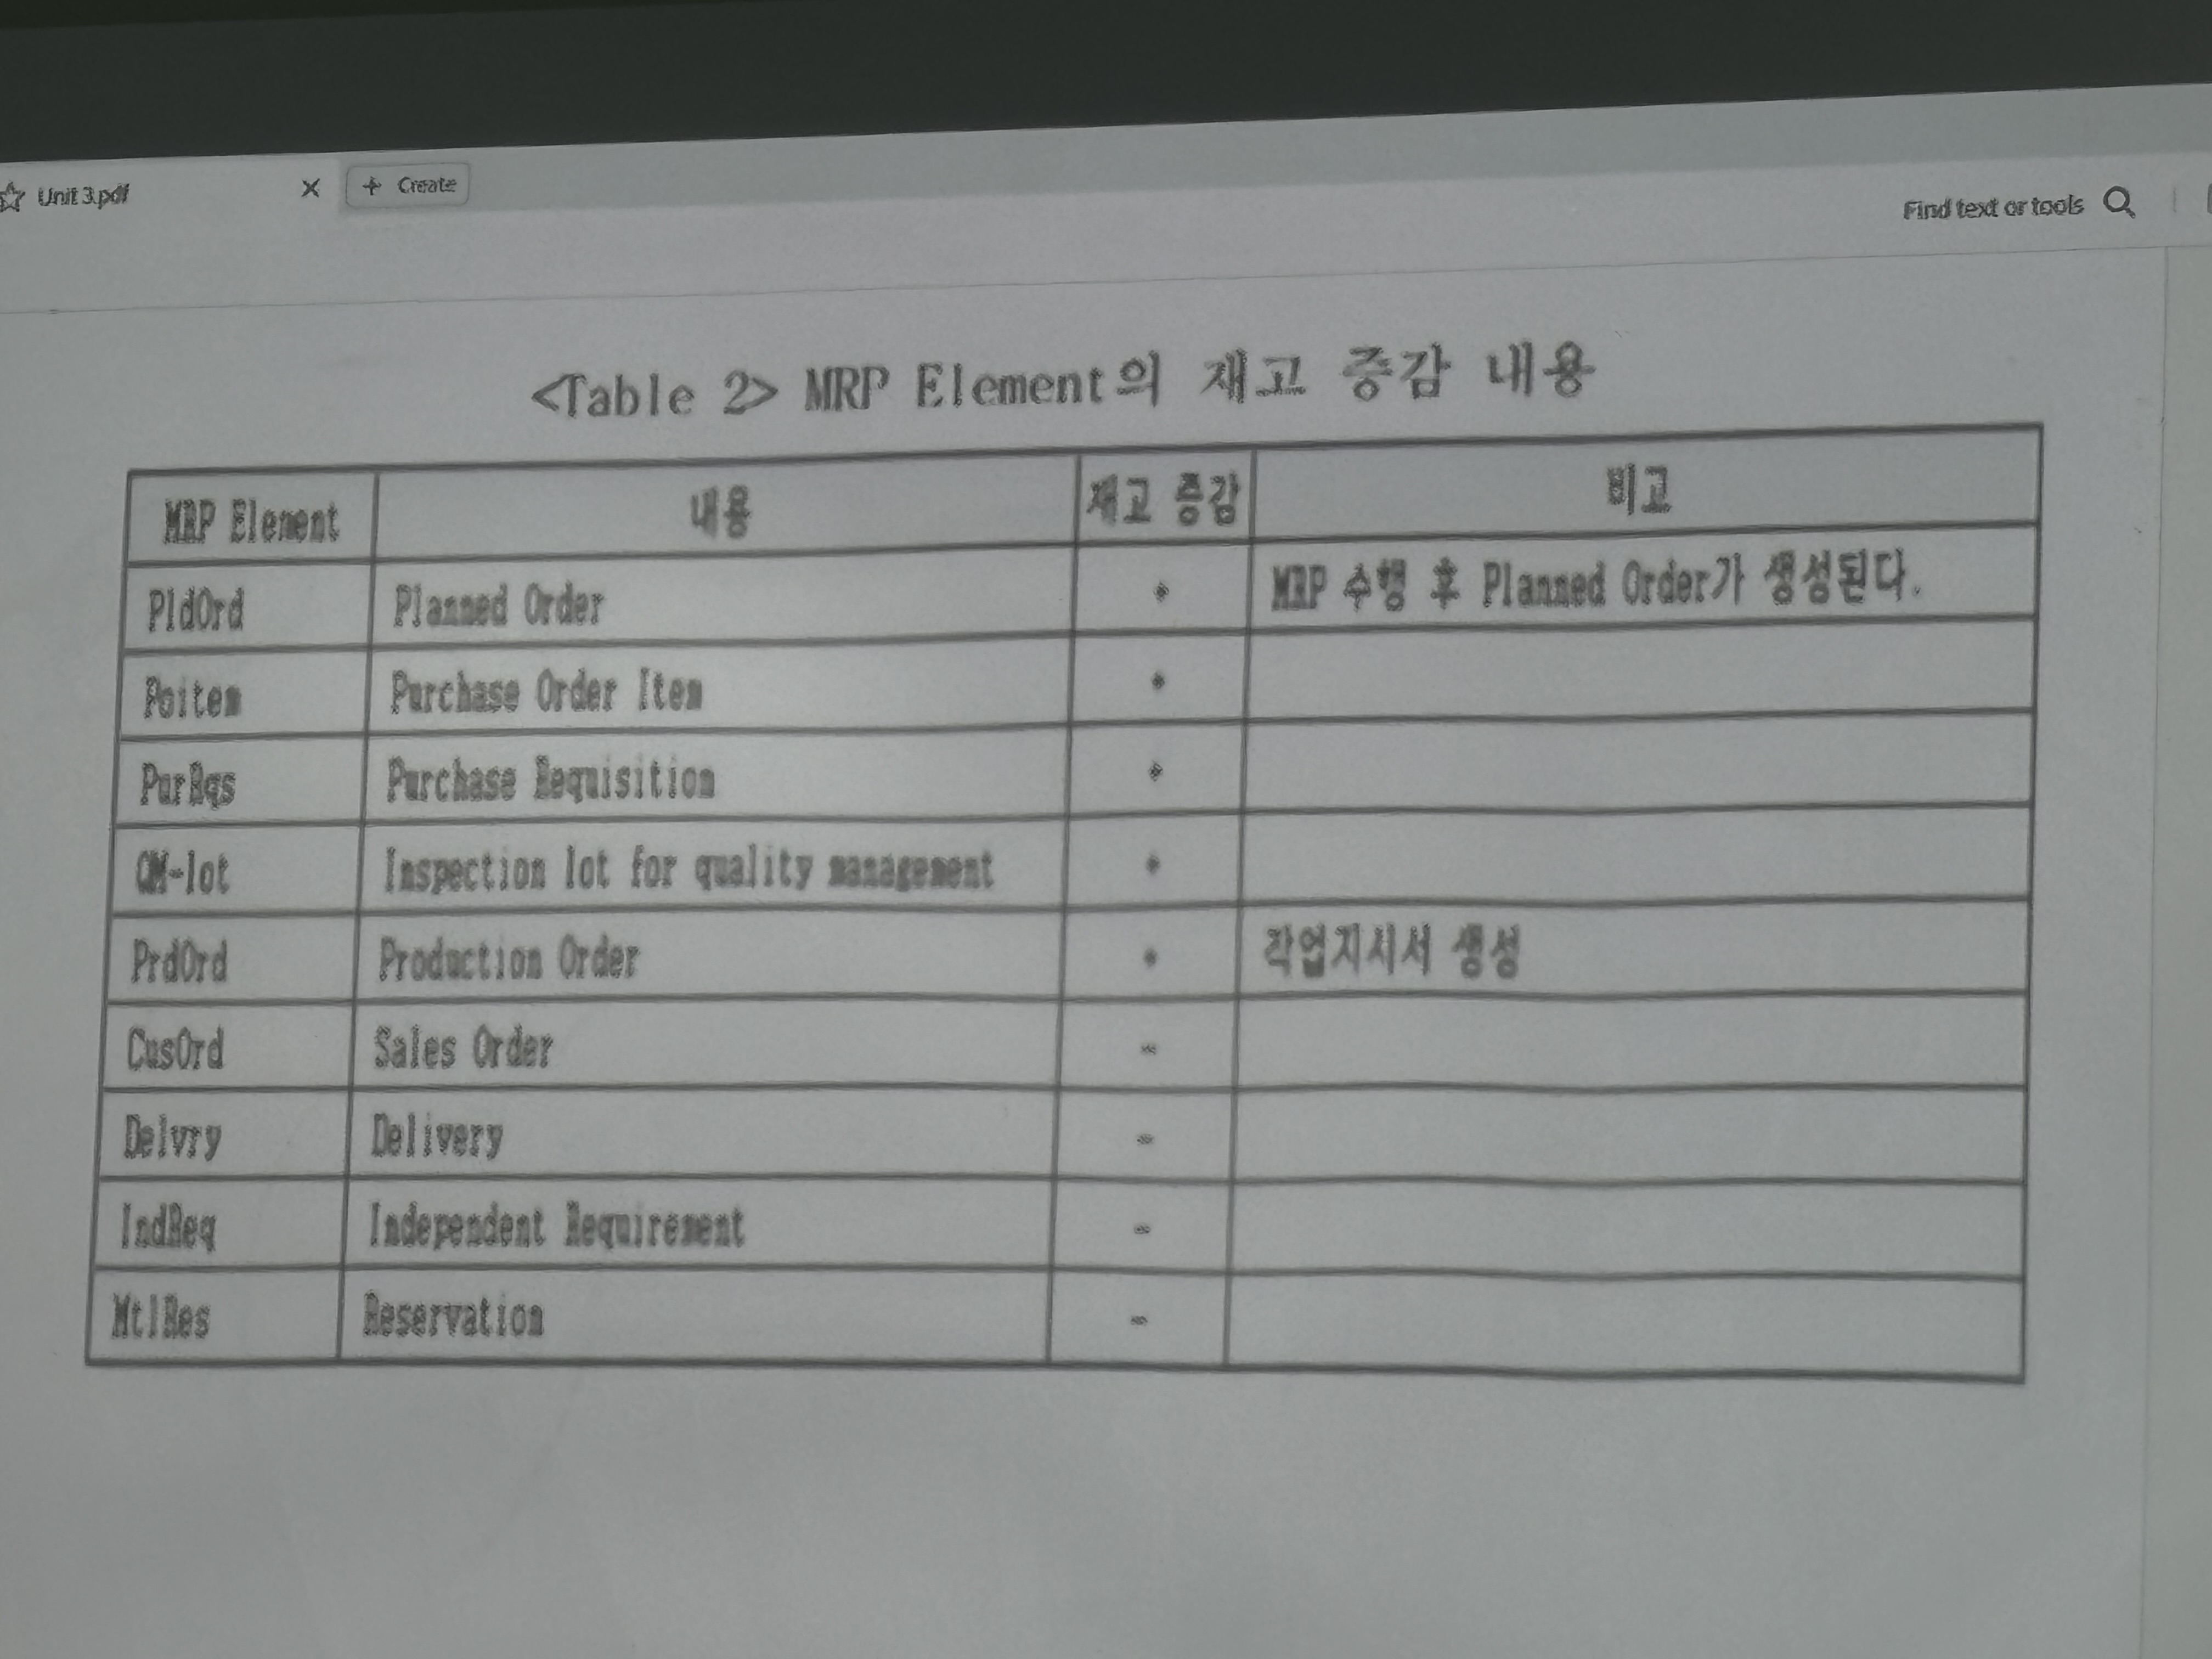 Unit 3.pdf
Create
Find text or tools
<Table 2> MRP Element의 재고 증감 내용
MRP Element 내용 재고 증감 비고
PldOrd Planned Order + MRP 수행 후 Planned Order가 생성된다.
Poitem Purchase Order Item +
PurRqs Purchase Requisition +
QM-lot Inspection lot for quality management +
PrdOrd Production Order + 작업지시서 생성
CusOrd Sales Order -
Delvry Delivery -
IndReq Independent Requirement -
MtlRes Reservation -